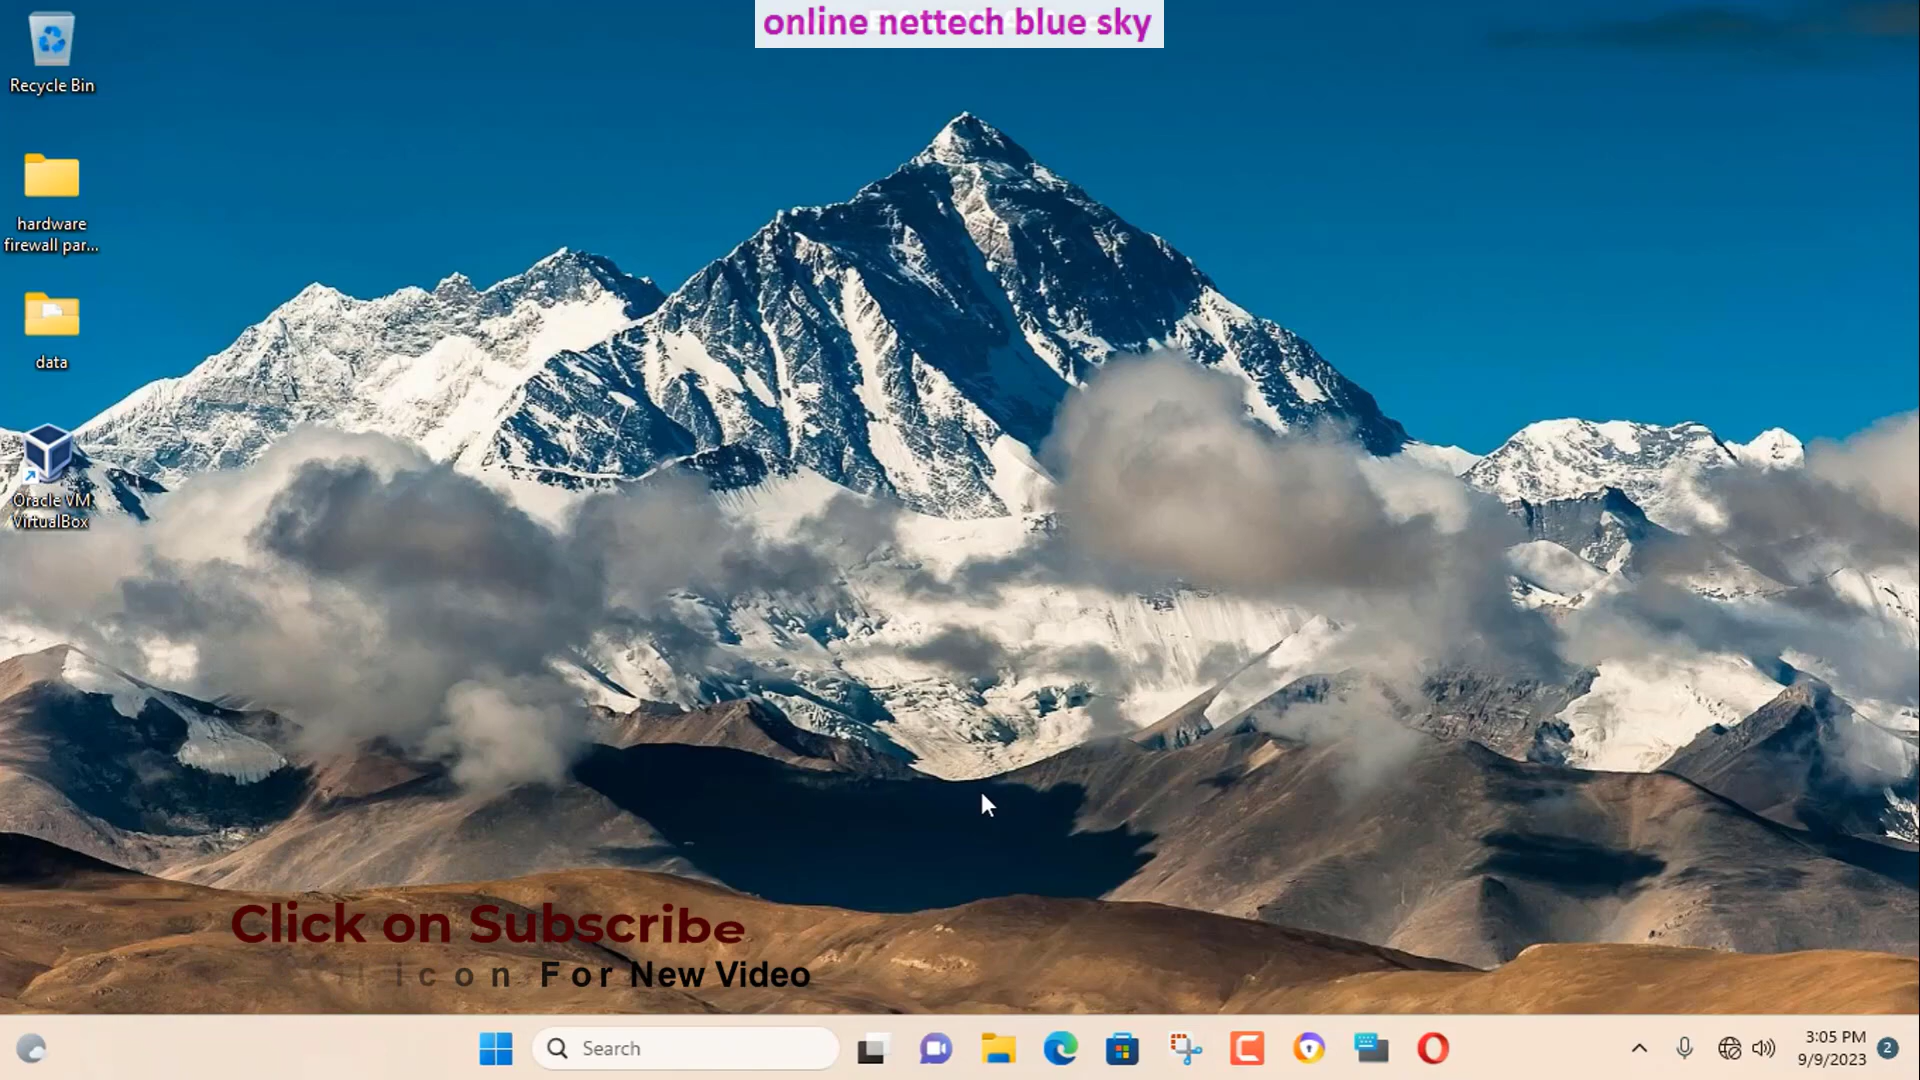 online nettech blue sky
Recycle Bin
hardware
firewall par...
data
Oracle VM
VirtualBox
Click on Subscribe
icon For New Video
Search
3:05 PM
9/9/2023
2